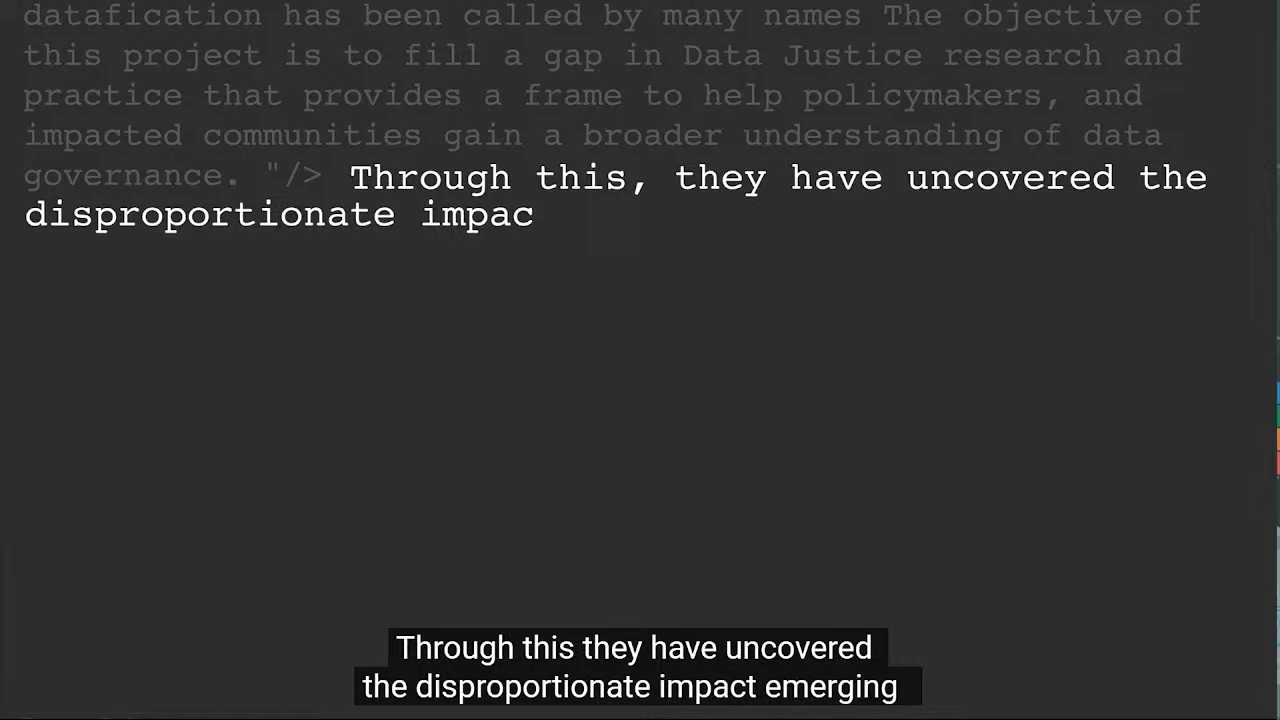 datafication has been called by many names The objective of
this project is to fill a gap in Data Justice research and
practice that provides a frame to help policymakers, and
impacted communities gain a broader understanding of data
governance. "/> Through this, they have uncovered the
disproportionate impac
Through this they have uncovered
the disproportionate impact emerging